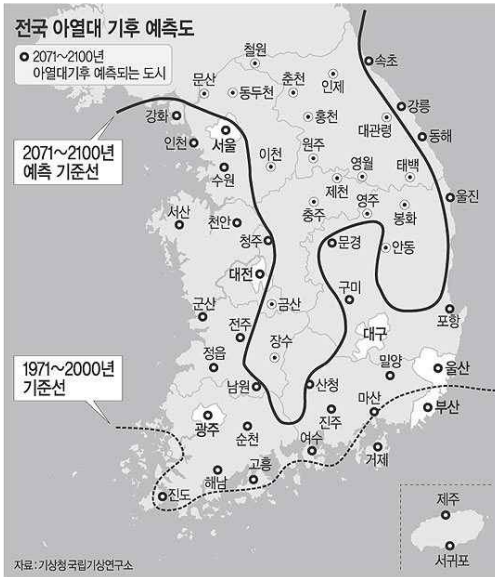 전국 아열대 기후 예측도
2071~2100년
아열대기후 예측되는 도시
철원
속초
문산
동두천
춘천
인제
강화
홍천
대관령
강릉
서울
동해
인천
2071~2100년
예측 기준선
이천
원주
수원
영월
태백
제천
울진
서산
천안
충주
영주
봉화
청주
문경
안동
대전
구미
군산
금산
포항
전주
대구
정읍
장수
밀양
울산
1971~2000년
기준선
남원
산청
마산
부산
광주
진주
순천
여수
거제
고흥
해남
진도
제주
서귀포
자료 : 기상청 국립기상연구소